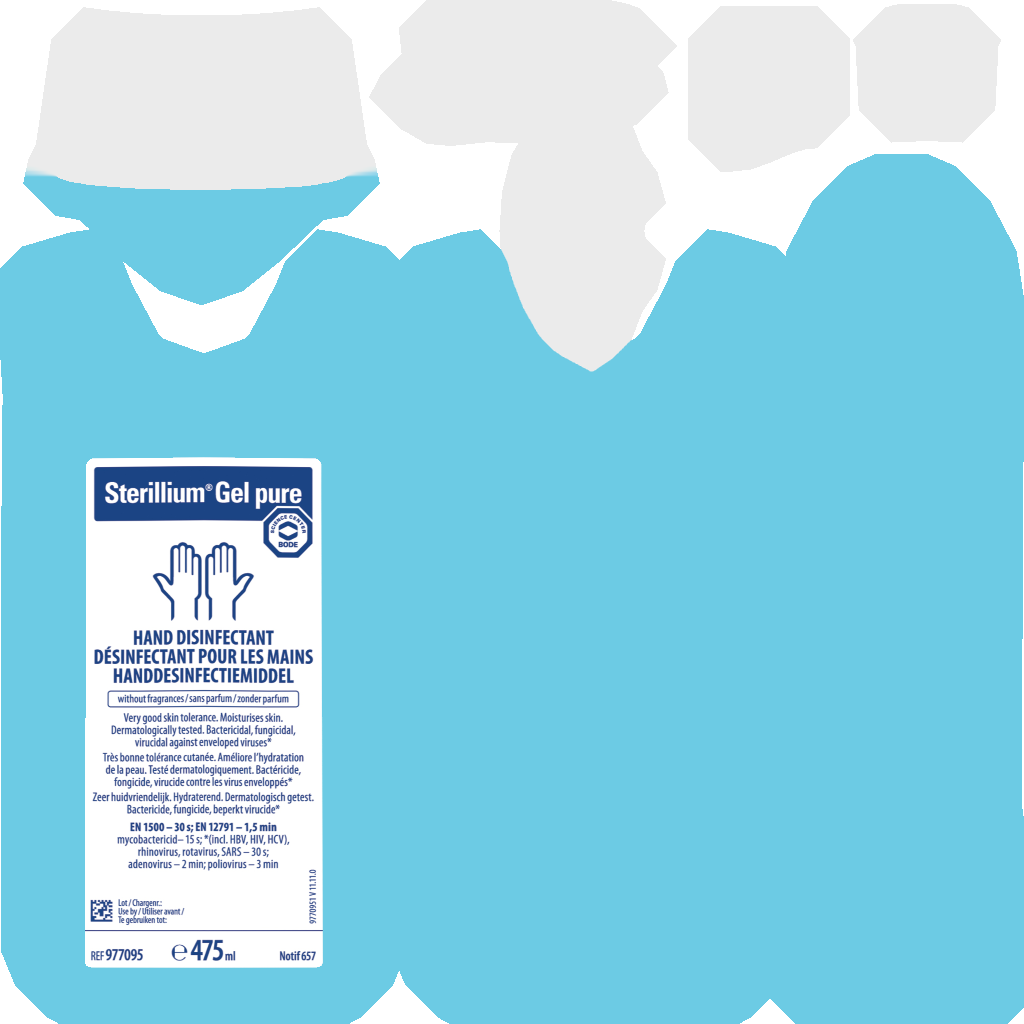 Sterillium® Gel pure
SCIENCE CENTER
BODE
HAND DISINFECTANT
DÉSINFECTANT POUR LES MAINS
HANDDESINFECTIEMIDDEL
without fragrances / sans parfum / zonder parfum
Very good skin tolerance. Moisturises skin.
Dermatologically tested. Bactericidal, fungicidal,
virucidal against enveloped viruses*
Très bonne tolérance cutanée. Améliore l'hydratation
de la peau. Testé dermatologiquement. Bactéricide,
fongicide, virucide contre les virus enveloppés*
Zeer huidvriendelijk. Hydraterend. Dermatologisch getest.
Bactericide, fungicide, beperkt virucide*
EN 1500 – 30 s; EN 12791 – 1,5 min
mycobactericid– 15 s; *(incl. HBV, HIV, HCV),
rhinovirus, rotavirus, SARS – 30 s;
adenovirus – 2 min; poliovirus – 3 min
9770951 V 11.11.0
Lot / Chargenr.:
Use by / Utiliser avant /
Te gebruiken tot:
REF 977095
℮ 475 ml
Notif 657